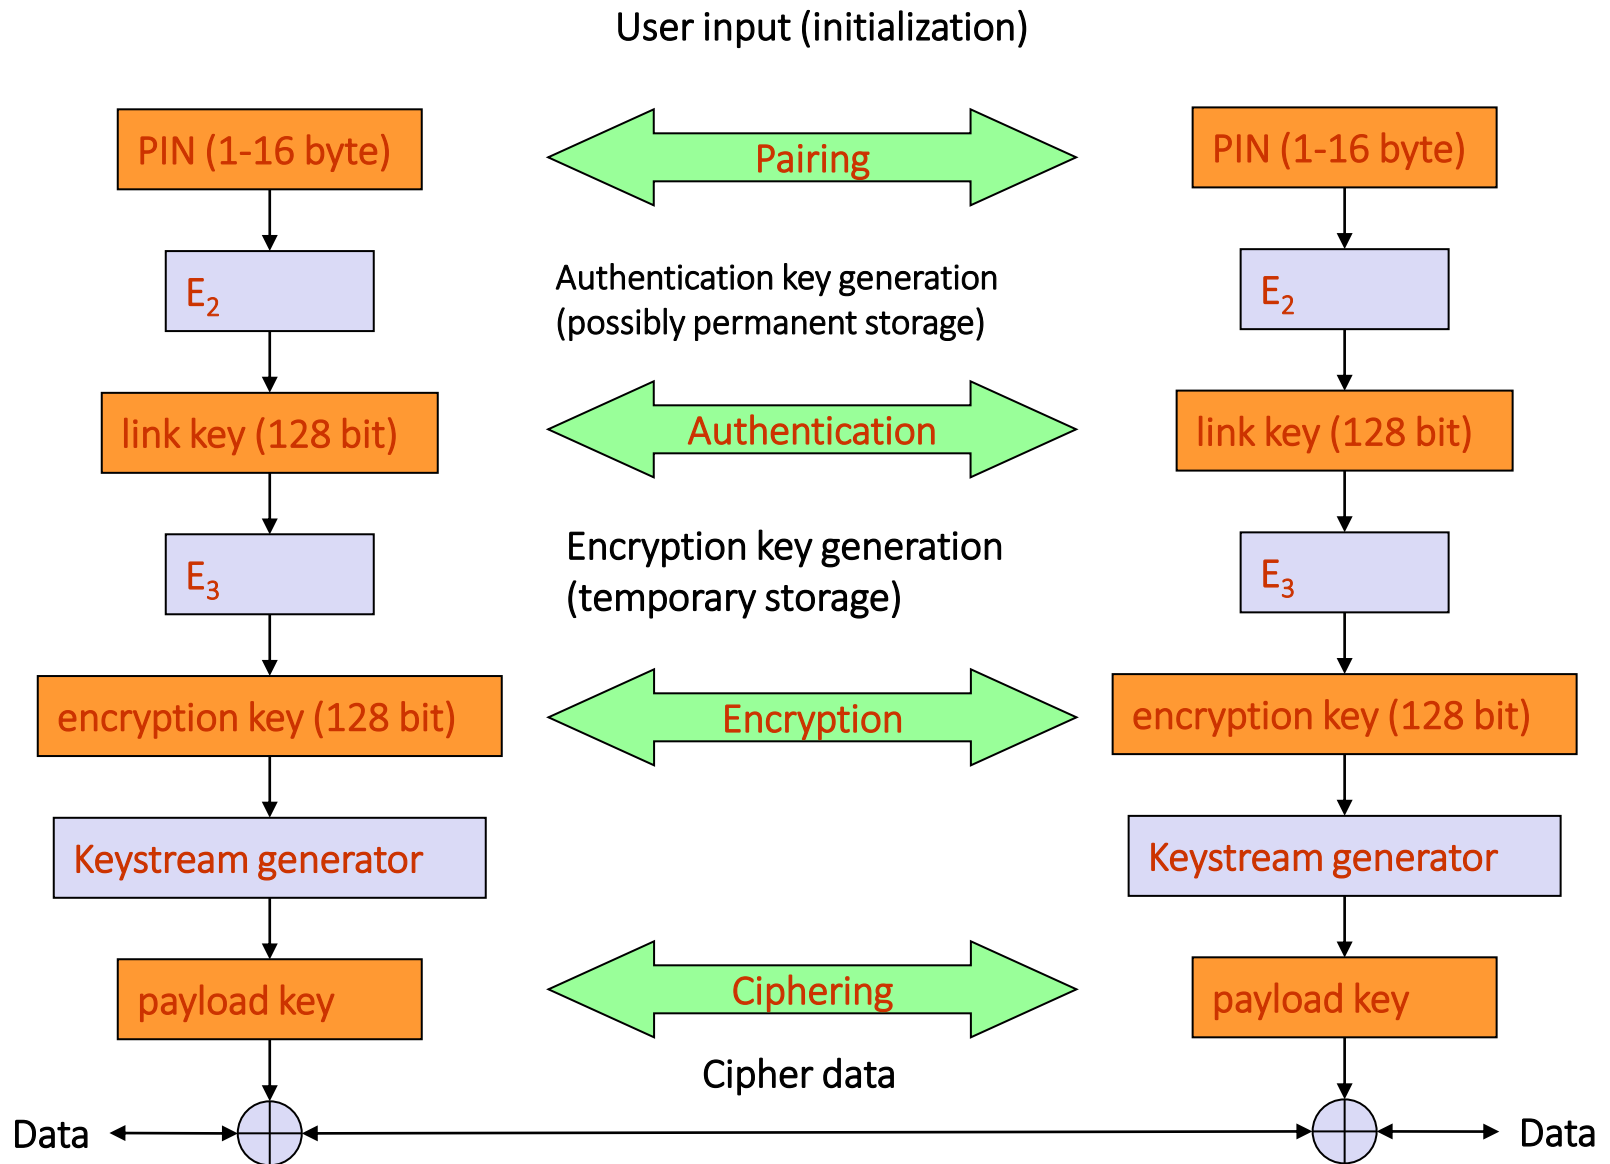 User input (initialization)
PIN (1-16 byte)
Pairing
PIN (1-16 byte)
E2
Authentication key generation
(possibly permanent storage)
E2
link key (128 bit)
Authentication
link key (128 bit)
E3
Encryption key generation
(temporary storage)
E3
encryption key (128 bit)
Encryption
encryption key (128 bit)
Keystream generator
Keystream generator
payload key
Ciphering
payload key
Cipher data
Data
Data